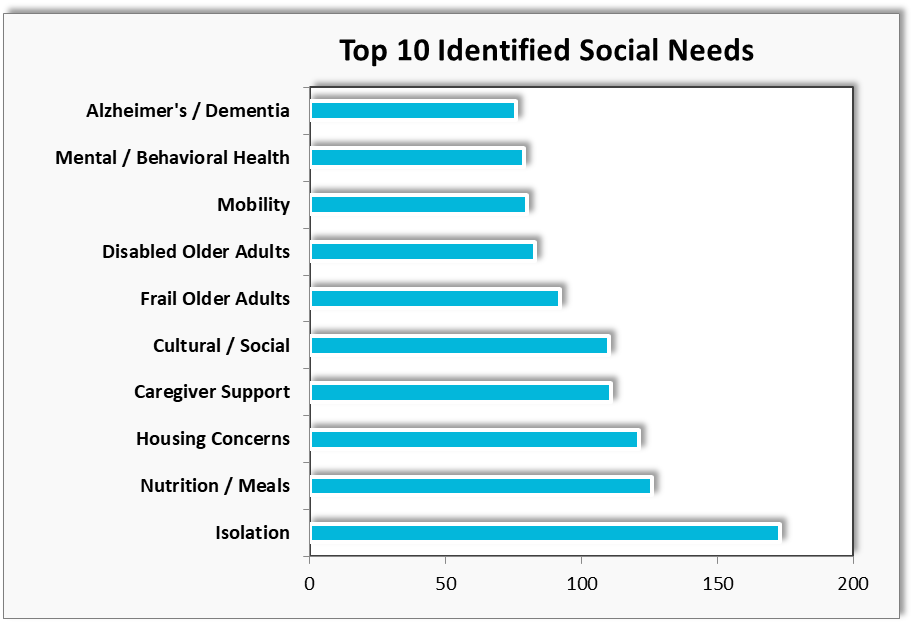 Top 10 Identified Social Needs
Alzheimer's / Dementia
Mental / Behavioral Health
Mobility
Disabled Older Adults
Frail Older Adults
Cultural / Social
Caregiver Support
Housing Concerns
Nutrition / Meals
Isolation
0 50 100 150 200